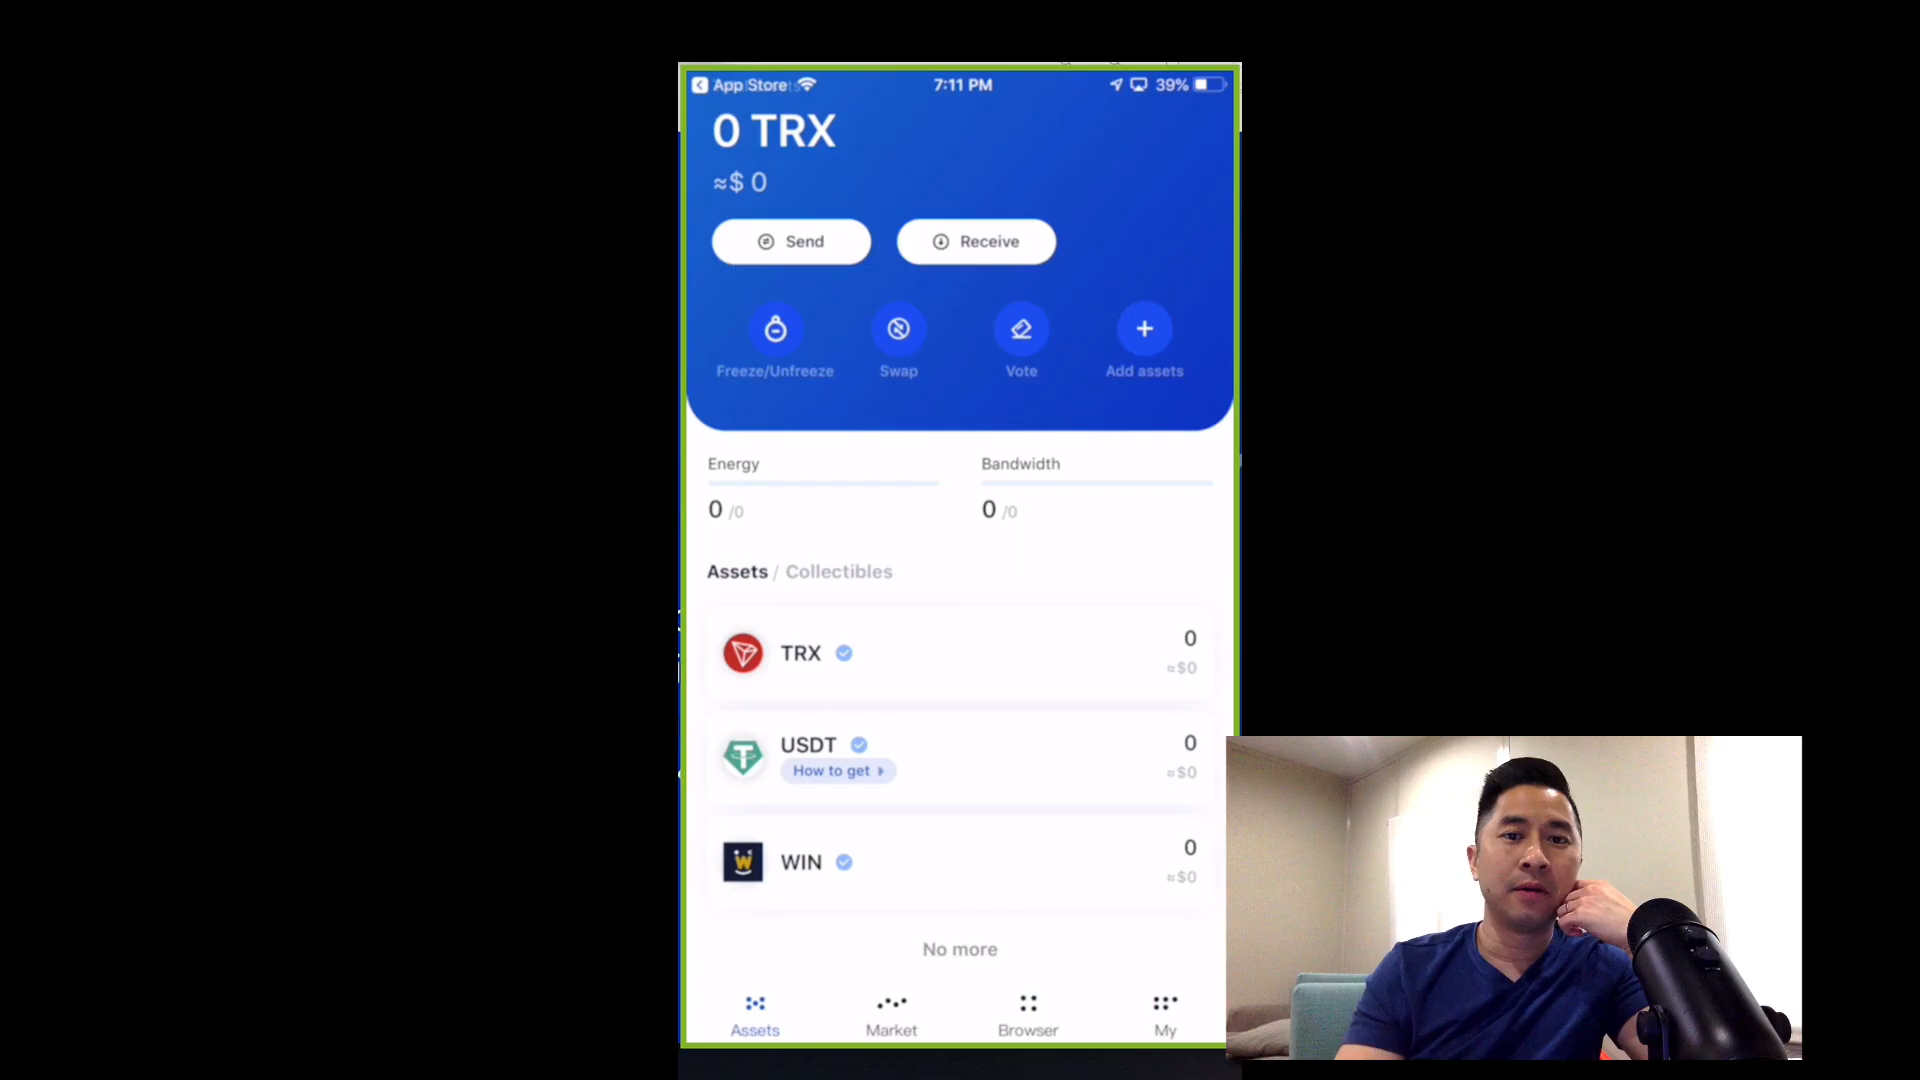 App Store
7:11 PM
39%
0 TRX
≈$ 0
Send
Receive
Freeze/Unfreeze
Swap
Vote
Add assets
Energy
Bandwidth
0 /0
0 /0
Assets / Collectibles
TRX
0
≈$0
USDT
0
How to get
≈$0
WIN
0
≈$0
No more
Assets
Market
Browser
My